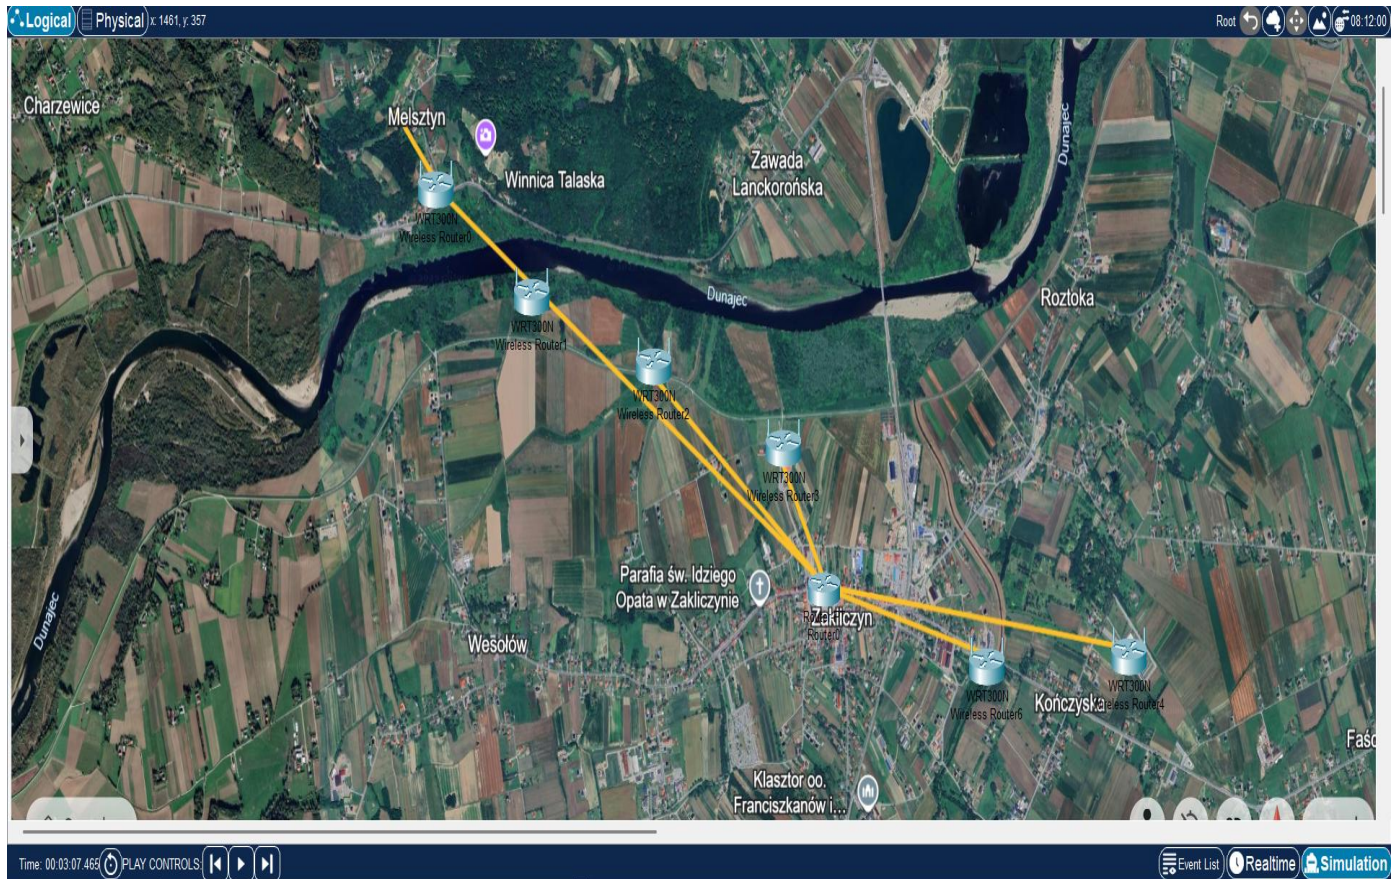 Logical
Physical
x: 1461, y: 357
Root
08:12:00
Charzewice
Melsztyn
Winnica Talaska
Zawada
Lanckorońska
Dunajec
WRT300N
Wireless Router0
Dunajec
Roztoka
WRT300N
Wireless Router1
WRT300N
Wireless Router2
WRT300N
Wireless Router3
Parafia św. Idziego
Opata w Zakliczynie
Zakliczyn
Router0
Dunajec
Wesołów
WRT300N
Wireless Router6
Kończyska
WRT300N
Wireless Router4
Faśc
Klasztor oo.
Franciszkanów i...
Time: 00:03:07.465
PLAY CONTROLS:
Event List
Realtime
Simulation